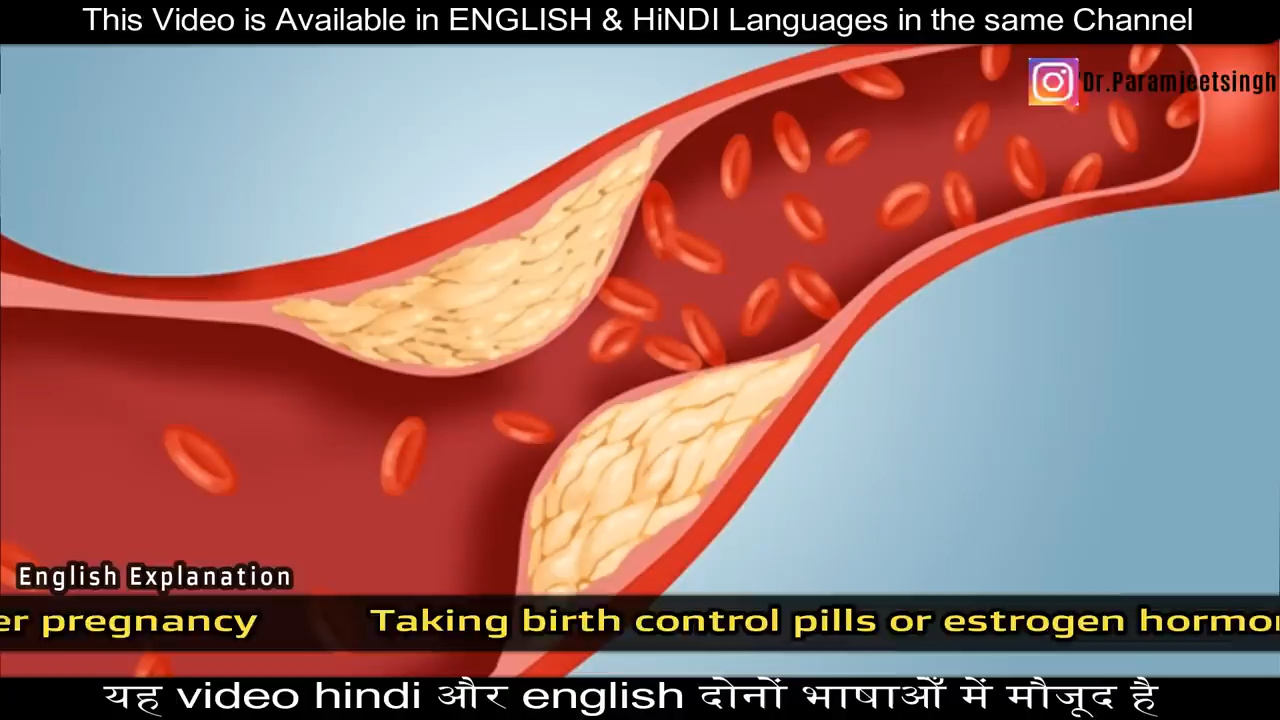 This Video is Available in ENGLISH & HiNDI Languages in the same Channel
Dr.Paramjeetsingh
English Explanation
er pregnancy Taking birth control pills or estrogen hormo
यह video hindi और english दोनों भाषाओँ में मौजूद है